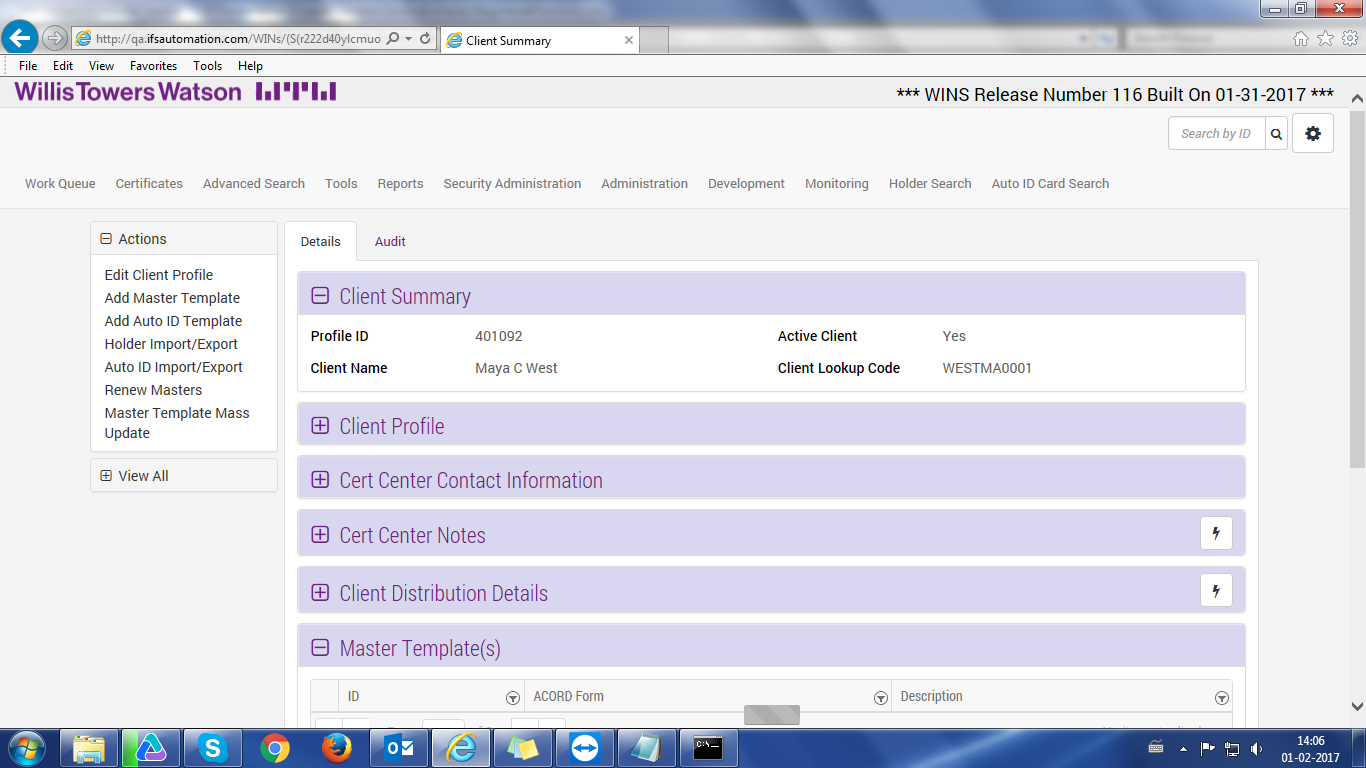 http://qa.ifsautomation.com/WINs/(S(r222d40ylcmuo
Client Summary
File Edit View Favorites Tools Help
WillisTowers Watson
*** WINS Release Number 116 Built On 01-31-2017 ***
Search by ID
Work Queue Certificates Advanced Search Tools Reports Security Administration Administration Development Monitoring Holder Search Auto ID Card Search
Actions
Edit Client Profile
Add Master Template
Add Auto ID Template
Holder Import/Export
Auto ID Import/Export
Renew Masters
Master Template Mass
Update
View All
Details Audit
Client Summary
Profile ID 401092 Active Client Yes
Client Name Maya C West Client Lookup Code WESTMA0001
Client Profile
Cert Center Contact Information
Cert Center Notes
Client Distribution Details
Master Template(s)
ID ACORD Form Description
C:\.
14:06
01-02-2017